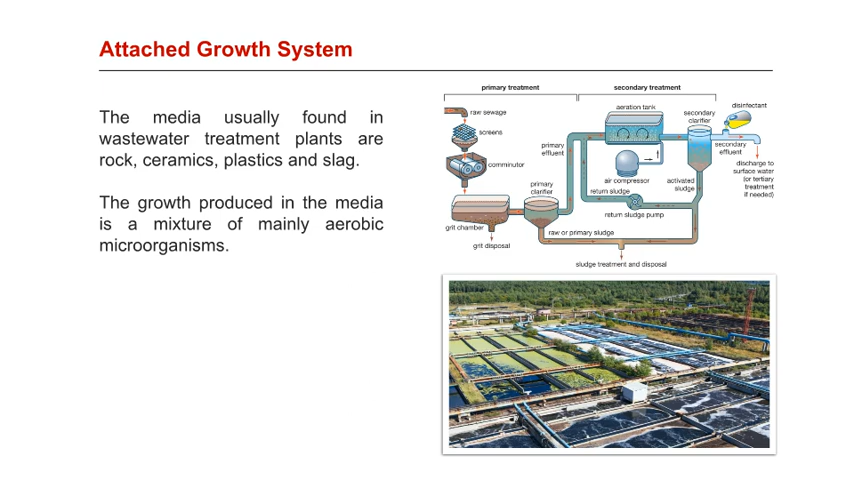 Attached Growth System
The media usually found in
wastewater treatment plants are
rock, ceramics, plastics and slag.
The growth produced in the media
is a mixture of mainly aerobic
microorganisms.
primary treatment
secondary treatment
raw sewage
screens
comminutor
grit chamber
grit disposal
primary
clarifier
primary
effluent
aeration tank
air compressor
return sludge
return sludge pump
raw or primary sludge
sludge treatment and disposal
secondary
clarifier
activated
sludge
disinfectant
secondary
effluent
discharge to
surface water
(or tertiary
treatment
if needed)